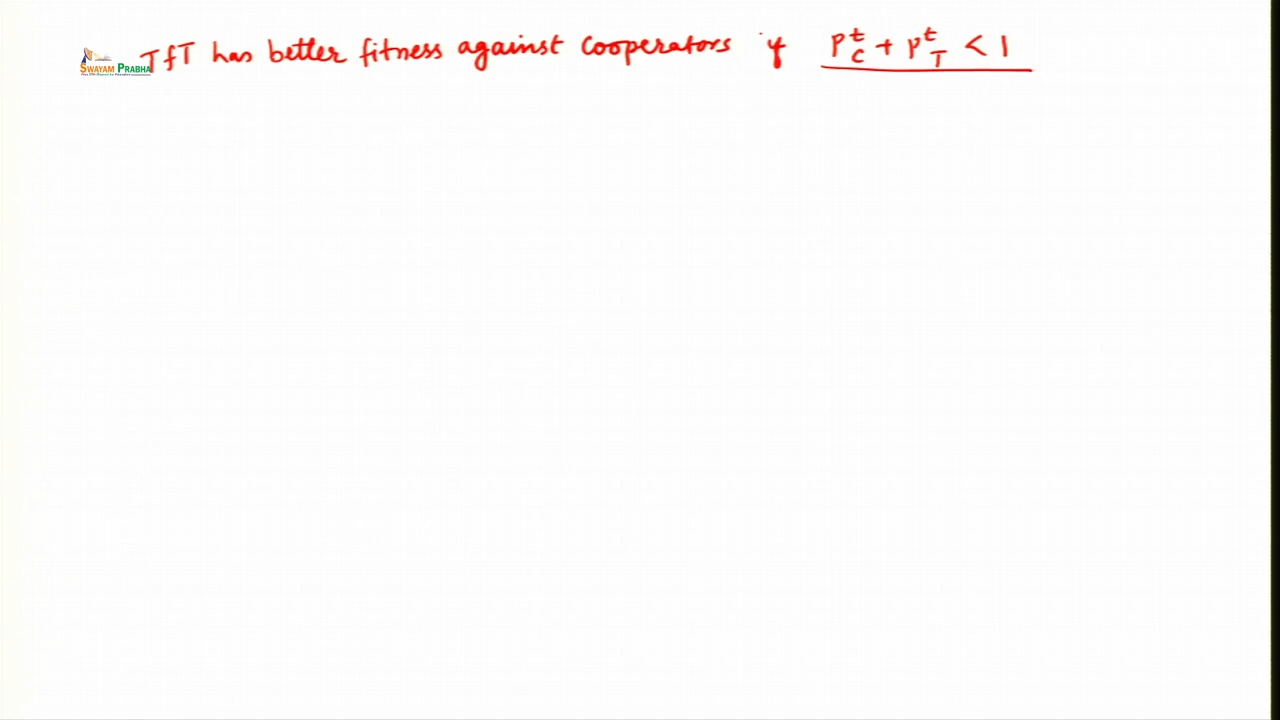 TfT has better fitness against cooperators if p^t_C + p^t_T < 1
SWAYAM PRABHA